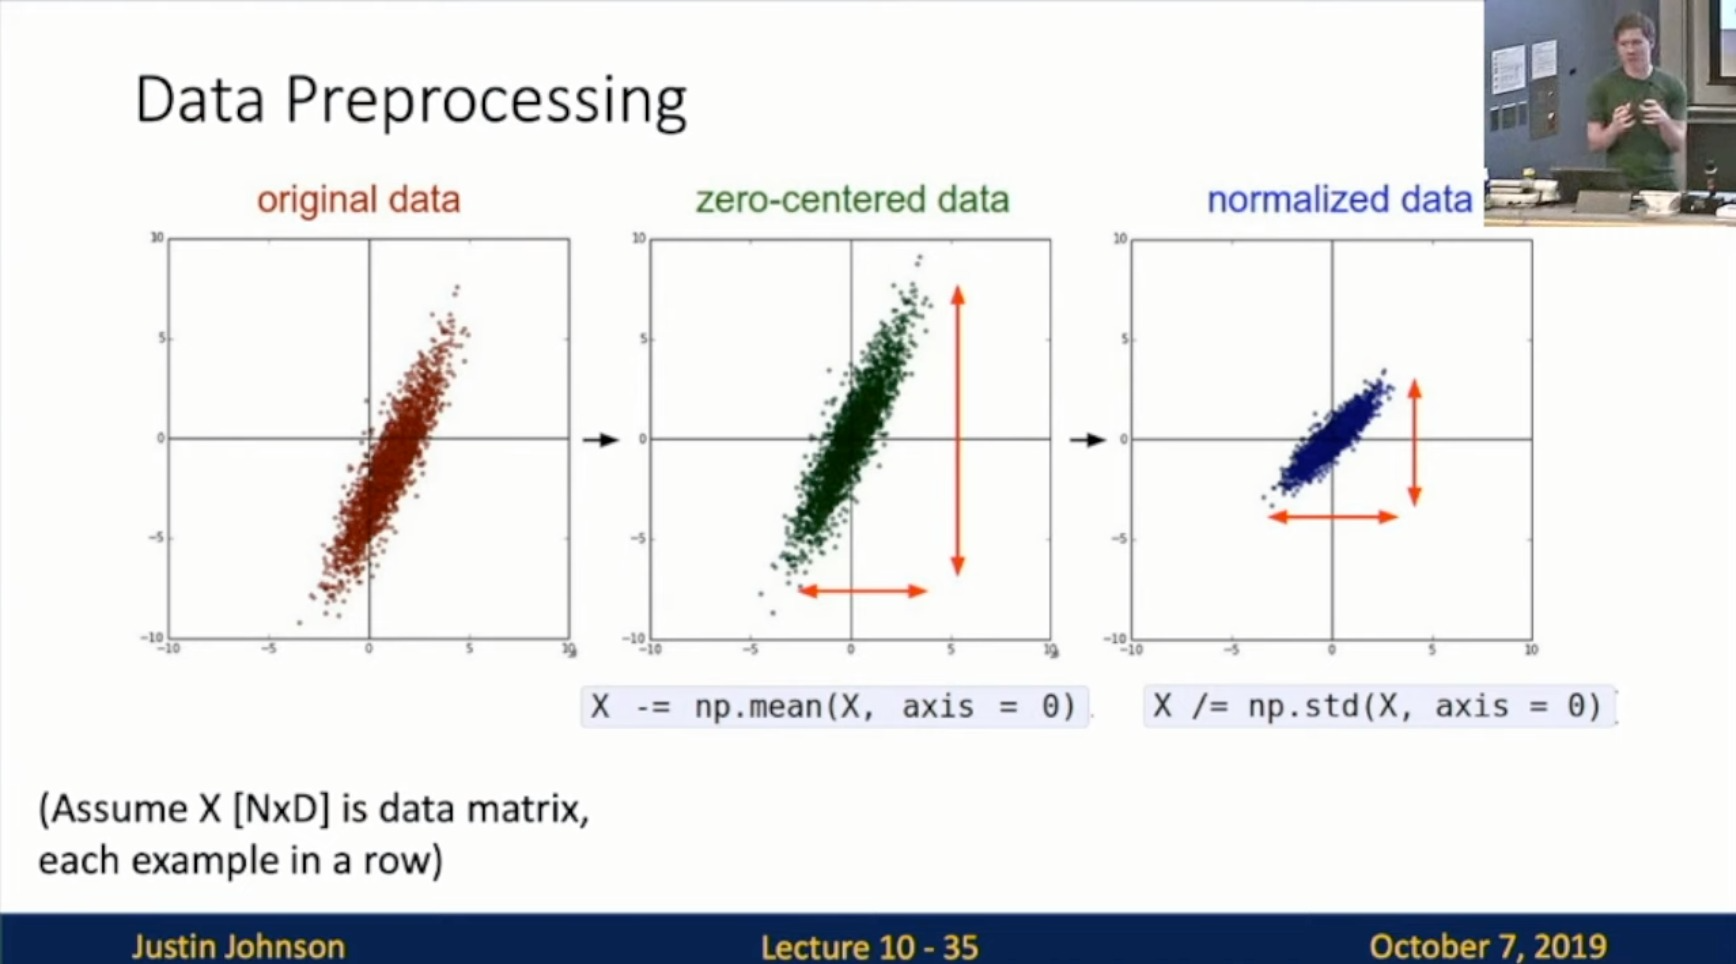 Data Preprocessing
original data
zero-centered data
normalized data
10
5
0
-5
-10
-10
-5
0
5
10
10
5
0
-5
-10
-10
-5
0
5
10
10
5
0
-5
-10
-10
-5
0
5
10
X -= np.mean(X, axis = 0)
X /= np.std(X, axis = 0)
(Assume X [NxD] is data matrix,
each example in a row)
Justin Johnson
Lecture 10 - 35
October 7, 2019